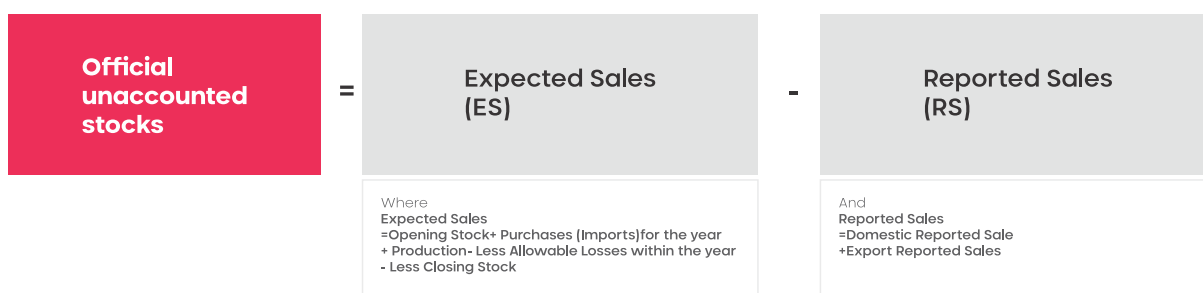 Official
unaccounted
stocks
=
Expected Sales
(ES)
-
Reported Sales
(RS)
Where
Expected Sales
=Opening Stock+ Purchases (Imports)for the year
+ Production- Less Allowable Losses within the year
- Less Closing Stock
And
Reported Sales
=Domestic Reported Sale
+Export Reported Sales